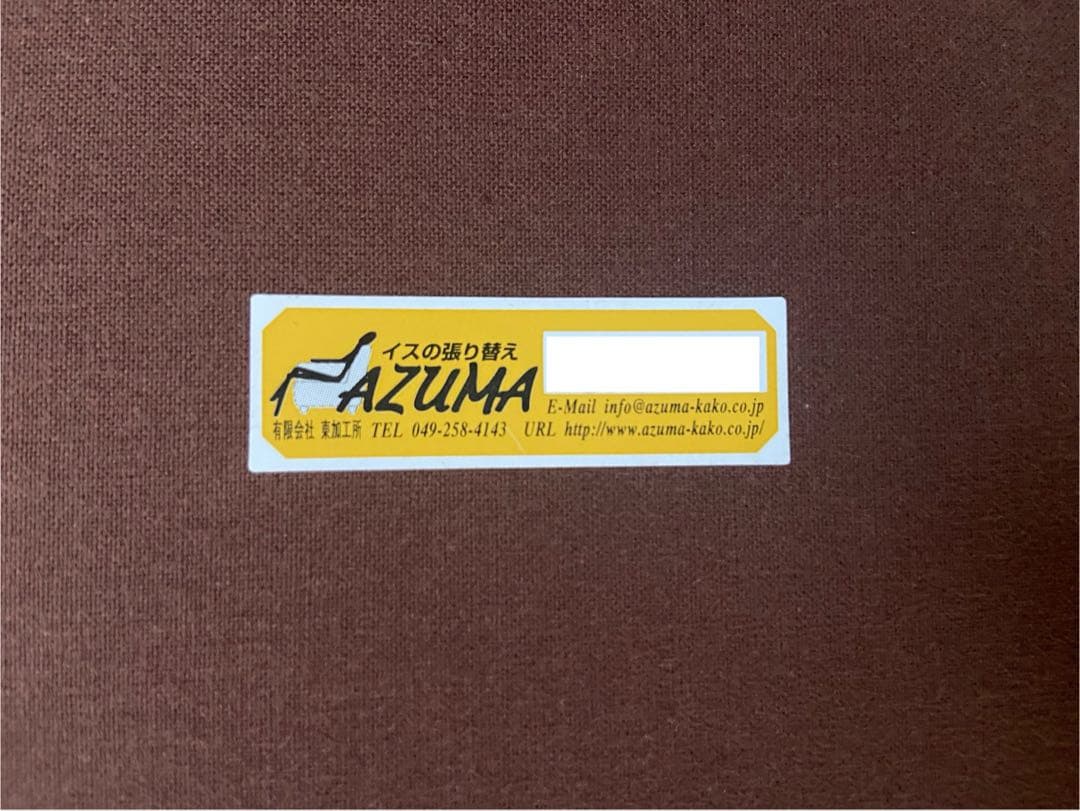 イスの張り替え
AZUMA
E-Mail info@azuma-kako.co.jp
有限会社 東加工所 TEL 049-258-4143 URL http://www.azuma-kako.co.jp/